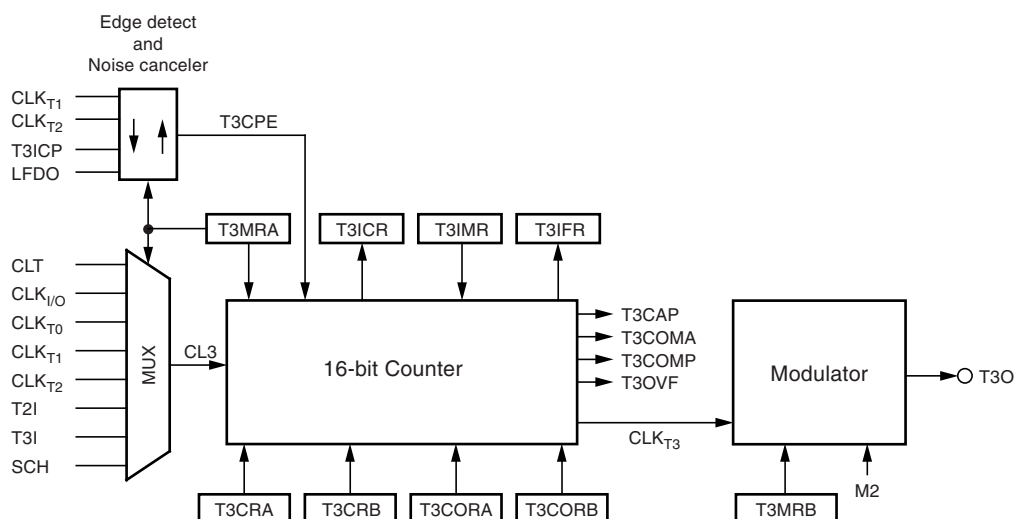 Edge detect
and
Noise canceler
CLKT1
CLKT2
T3ICP
LFDO
T3CPE
T3MRA
T3ICR
T3IMR
T3IFR
CLT
CLKI/O
CLKT0
CLKT1
CLKT2
T2I
T3I
SCH
MUX
CL3
16-bit Counter
T3CAP
T3COMA
T3COMP
T3OVF
CLKT3
Modulator
T3O
M2
T3CRA
T3CRB
T3CORA
T3CORB
T3MRB